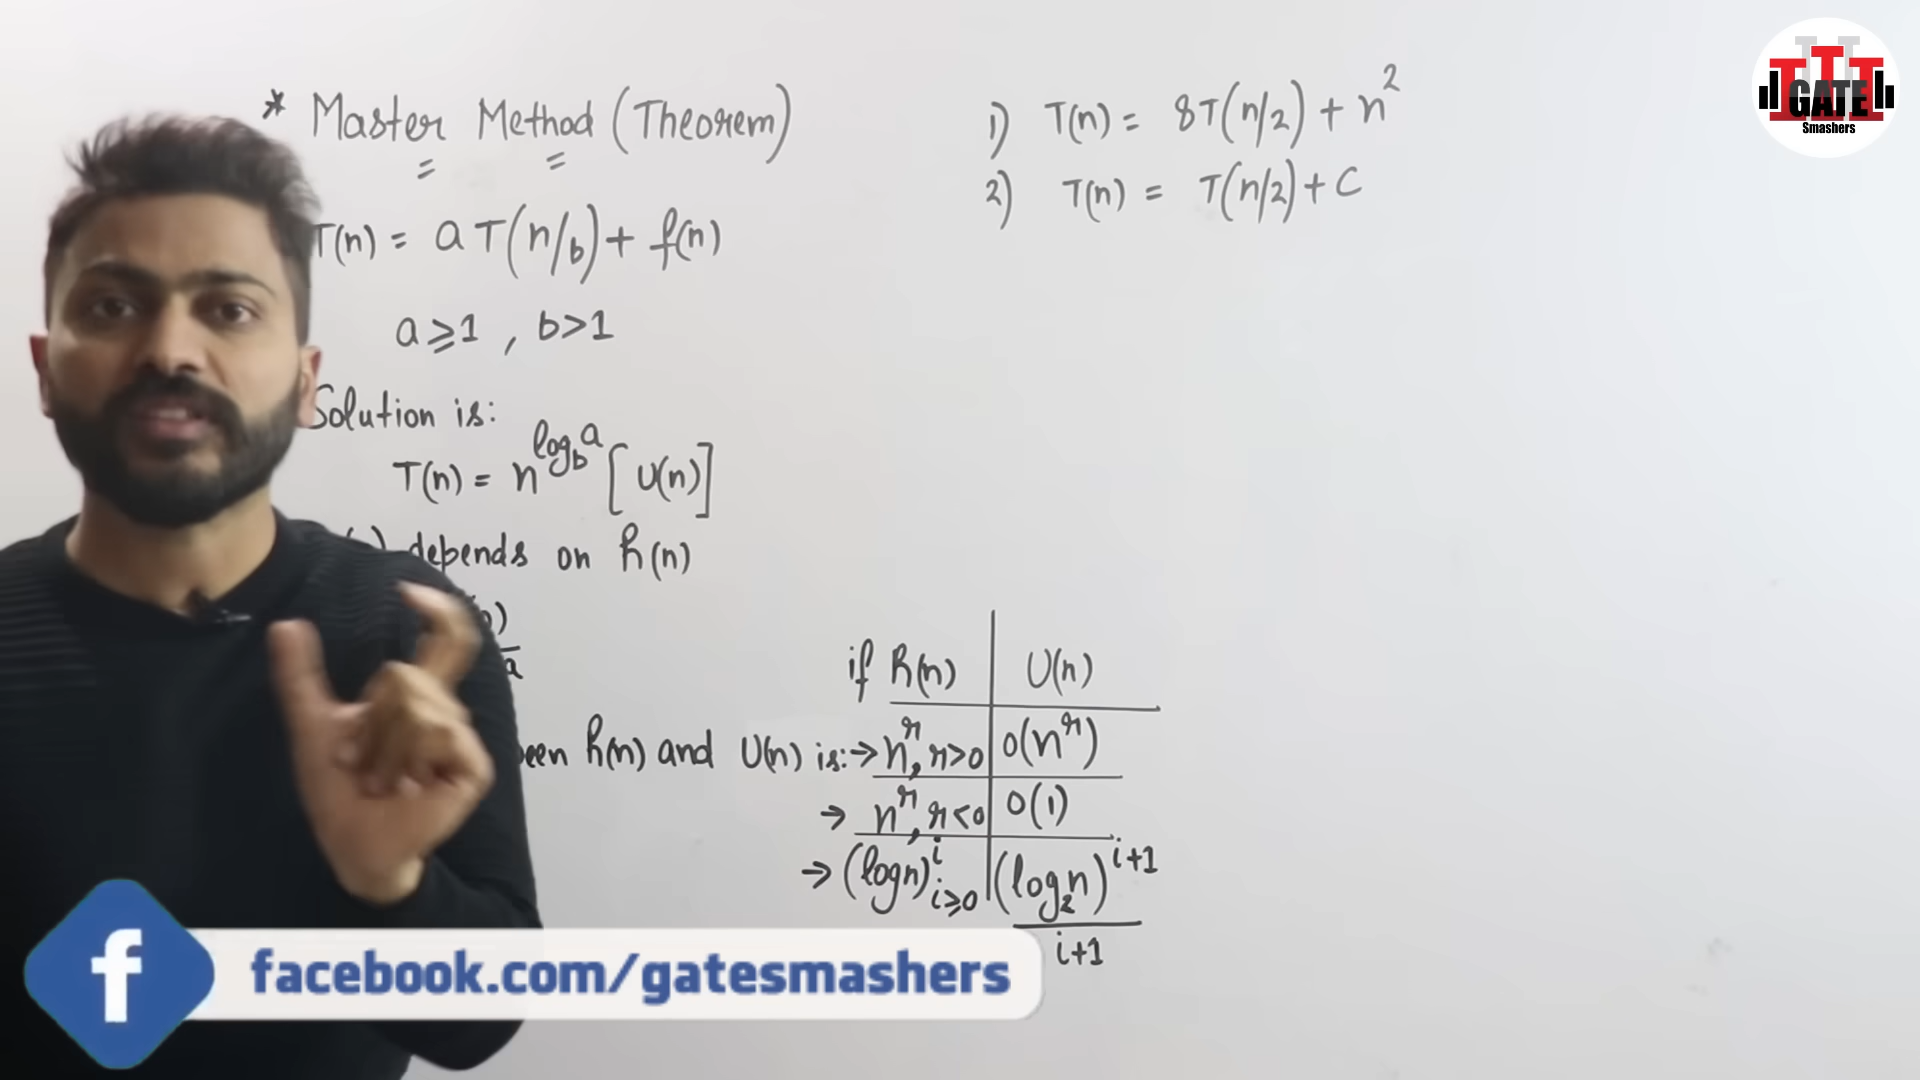 * Master Method (Theorem)
T(n) = aT(n/b) + f(n)
a ≥ 1 , b > 1
Solution is:
T(n) = n^{log_b a} [U(n)]
depends on h(n)
h(n) and U(n) is:→
if h(n) | U(n)
n^r, r>0 | O(n^r)
→ n^r, r<0 | O(1)
→ (log n)^i, i≥0 | (log_2 n)^{i+1} / i+1
1) T(n) = 8T(n/2) + n^2
2) T(n) = T(n/2) + C
GATE
Smashers
f facebook.com/gatesmashers